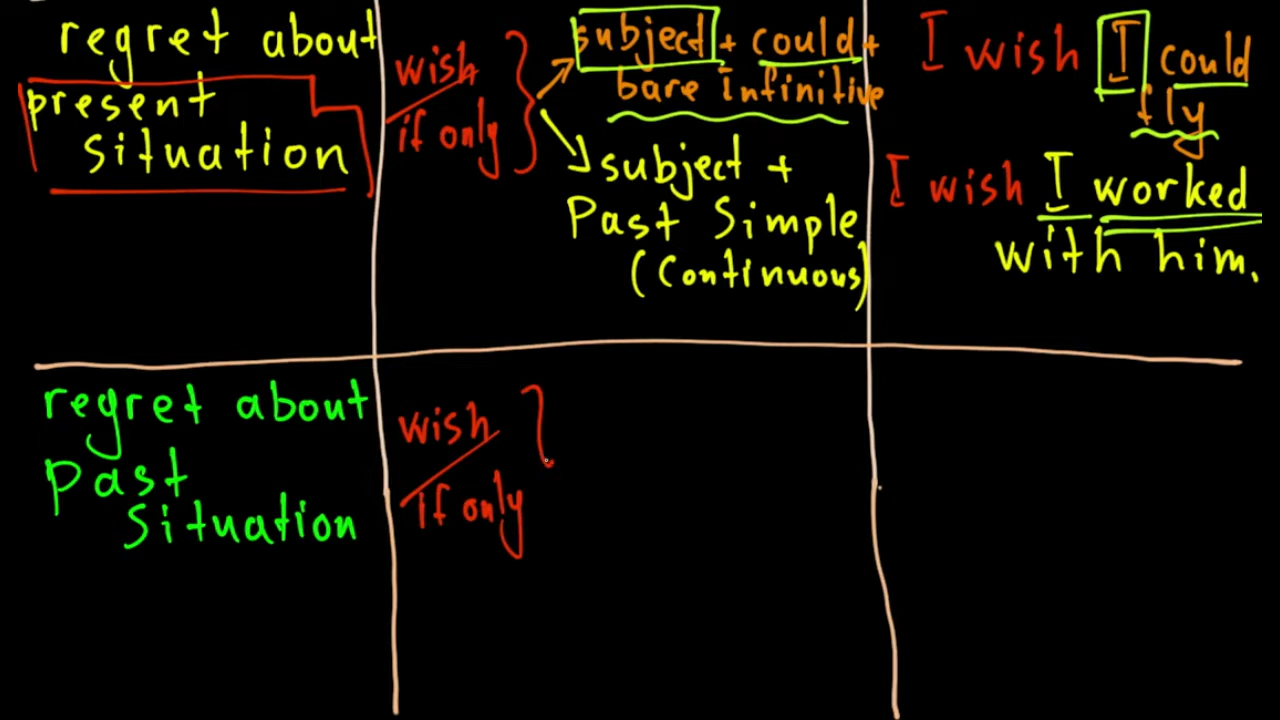 regret about
present
situation
wish
if only
subject + could +
bare Infinitive
subject +
Past Simple
(Continuous)
I wish I could
fly
I wish I worked
with him.
regret about
Past
Situation
wish
if only